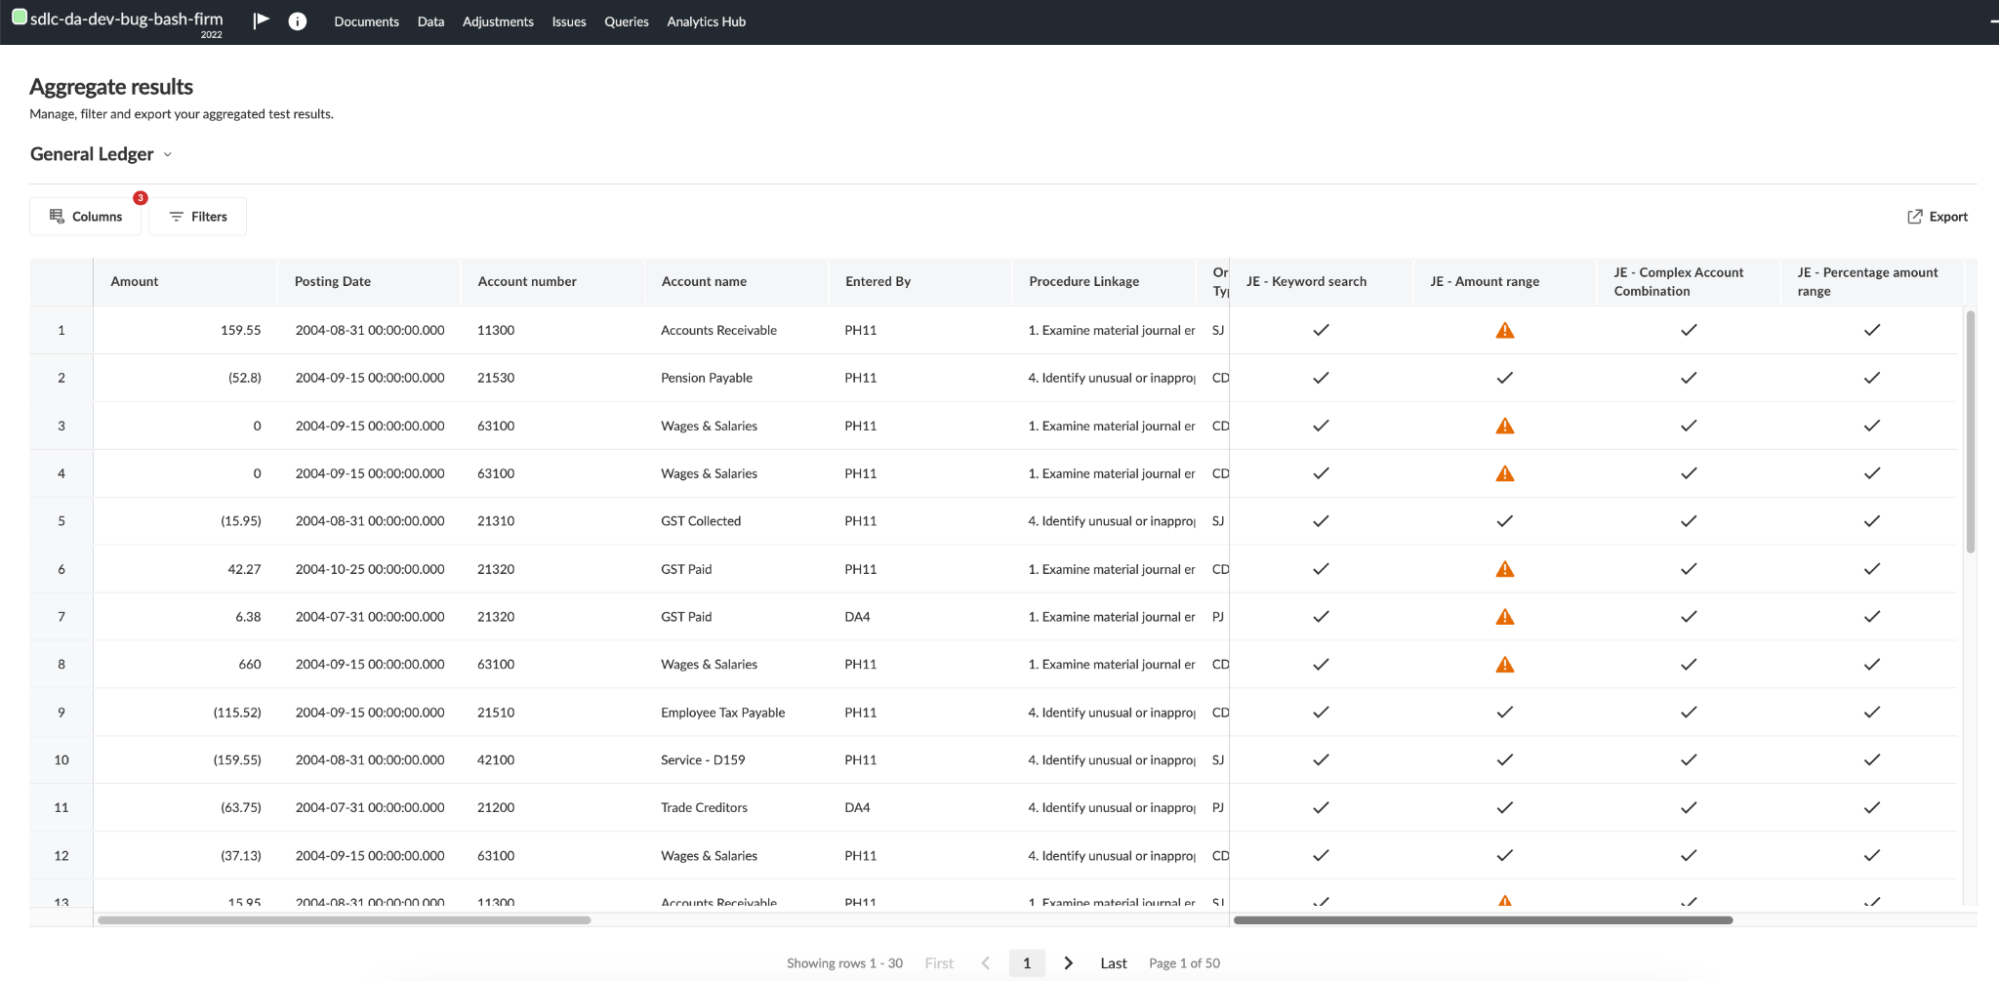 sdlc-da-dev-bug-bash-firm
2022
Documents Data Adjustments Issues Queries Analytics Hub
Aggregate results
Manage, filter and export your aggregated test results.
General Ledger
Columns 3 Filters Export
Amount Posting Date Account number Account name Entered By Procedure Linkage Or Ty JE - Keyword search JE - Amount range JE - Complex Account Combination JE - Percentage amount range
1 159.55 2004-08-31 00:00:00.000 11300 Accounts Receivable PH11 1. Examine material journal er SJ
2 (52.8) 2004-09-15 00:00:00.000 21530 Pension Payable PH11 4. Identify unusual or inapprop CD
3 0 2004-09-15 00:00:00.000 63100 Wages & Salaries PH11 1. Examine material journal er CD
4 0 2004-09-15 00:00:00.000 63100 Wages & Salaries PH11 1. Examine material journal er CD
5 (15.95) 2004-08-31 00:00:00.000 21310 GST Collected PH11 4. Identify unusual or inapprop SJ
6 42.27 2004-10-25 00:00:00.000 21320 GST Paid PH11 1. Examine material journal er CD
7 6.38 2004-07-31 00:00:00.000 21320 GST Paid DA4 1. Examine material journal er PJ
8 660 2004-09-15 00:00:00.000 63100 Wages & Salaries PH11 1. Examine material journal er CD
9 (115.52) 2004-09-15 00:00:00.000 21510 Employee Tax Payable PH11 4. Identify unusual or inapprop CD
10 (159.55) 2004-08-31 00:00:00.000 42100 Service - D159 PH11 4. Identify unusual or inapprop SJ
11 (63.75) 2004-07-31 00:00:00.000 21200 Trade Creditors DA4 4. Identify unusual or inapprop PJ
12 (37.13) 2004-09-15 00:00:00.000 63100 Wages & Salaries PH11 4. Identify unusual or inapprop CD
13 15.95 2004-08-31 00:00:00.000 11300 Accounts Receivable PH11 1. Examine material journal er SJ
Showing rows 1 - 30 First 1 Last Page 1 of 50